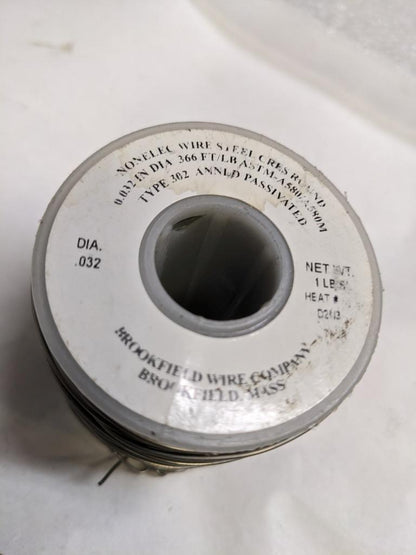 NONELEC WIRE STEEL CRES ROUND
0.032 IN DIA 366 FT/LB ASTM-A580/A580M
TYPE 302 ANNLD PASSIVATED
DIA.
.032
NET WT.
1 LB
HEAT #
BROOKFIELD WIRE COMPANY
BROOKFIELD, MASS